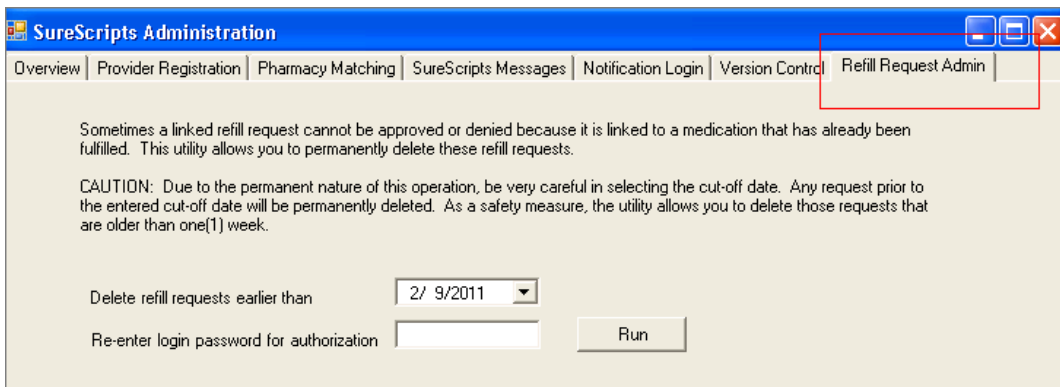 SureScripts Administration
Overview Provider Registration Pharmacy Matching SureScripts Messages Notification Login Version Control Refill Request Admin
Sometimes a linked refill request cannot be approved or denied because it is linked to a medication that has already been
fulfilled. This utility allows you to permanently delete these refill requests.
CAUTION: Due to the permanent nature of this operation, be very careful in selecting the cut-off date. Any request prior to
the entered cut-off date will be permanently deleted. As a safety measure, the utility allows you to delete those requests that
are older than one(1) week.
Delete refill requests earlier than 2/ 9/2011
Re-enter login password for authorization Run